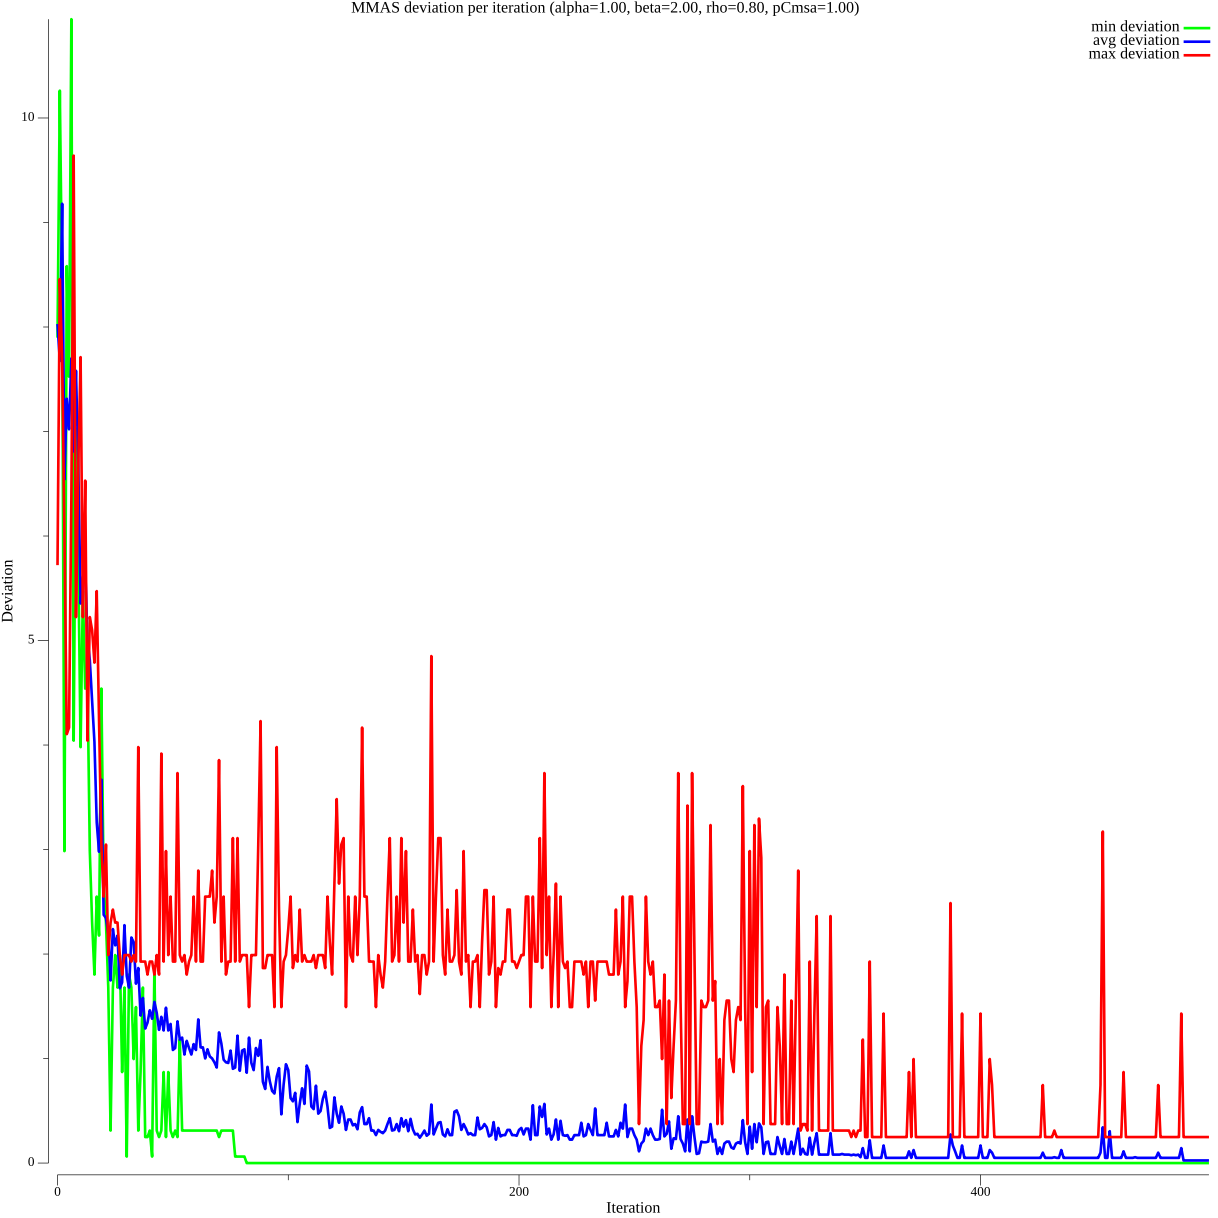 MMAS deviation per iteration (alpha=1.00, beta=2.00, rho=0.80, pCmsa=1.00)
min deviation
avg deviation
max deviation
10
5
0
Deviation
0
200
400
Iteration